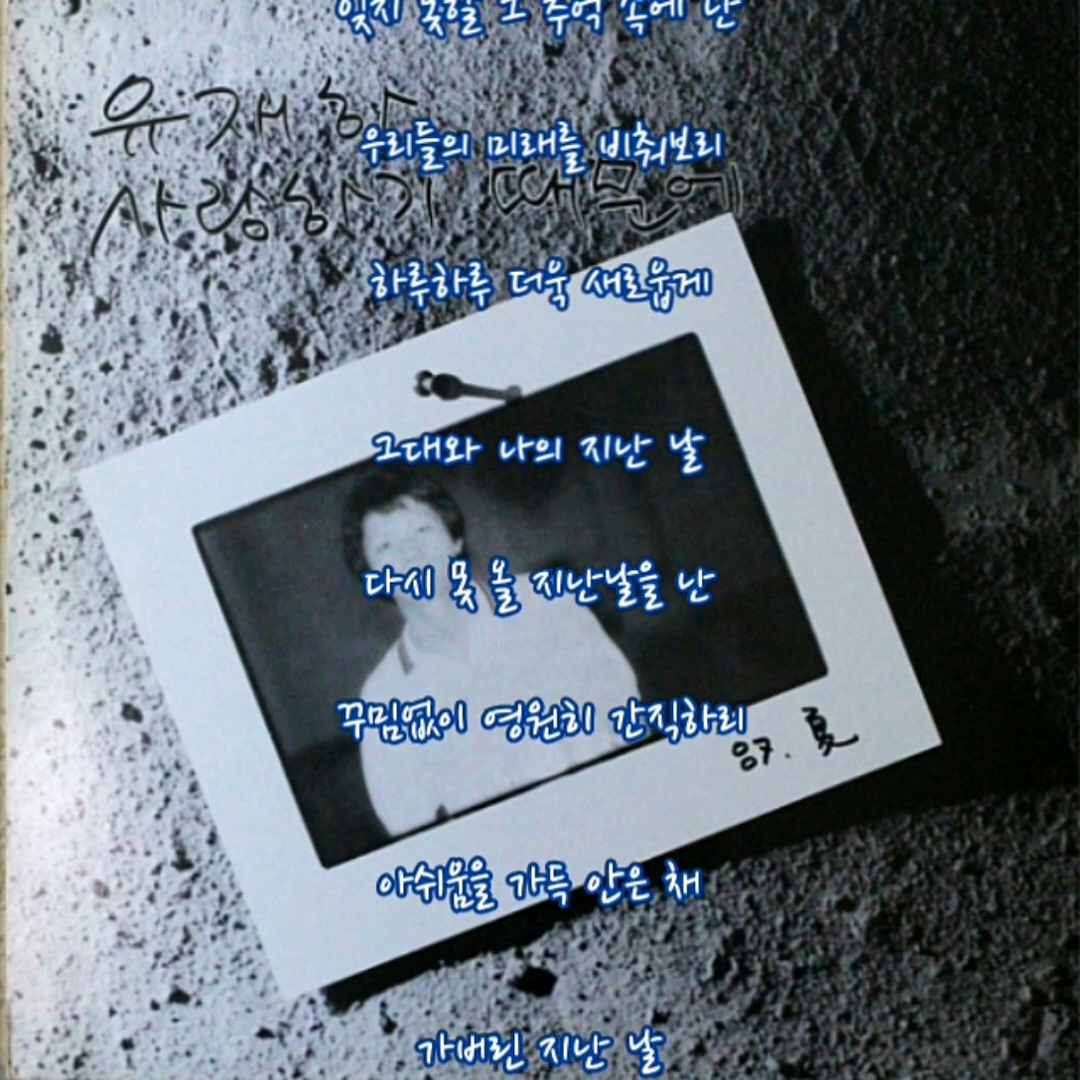 잊지 못할 그 추억 속에 난
유재하
우리들의 미래를 비춰보리
사랑하기 때문에
하루하루 더욱 새로웁게
그대와 나의 지난 날
다시 못 올 지난날을 난
꾸밈없이 영원히 간직하리
87. 夏
아쉬움을 가득 안은 채
가버린 지난 날